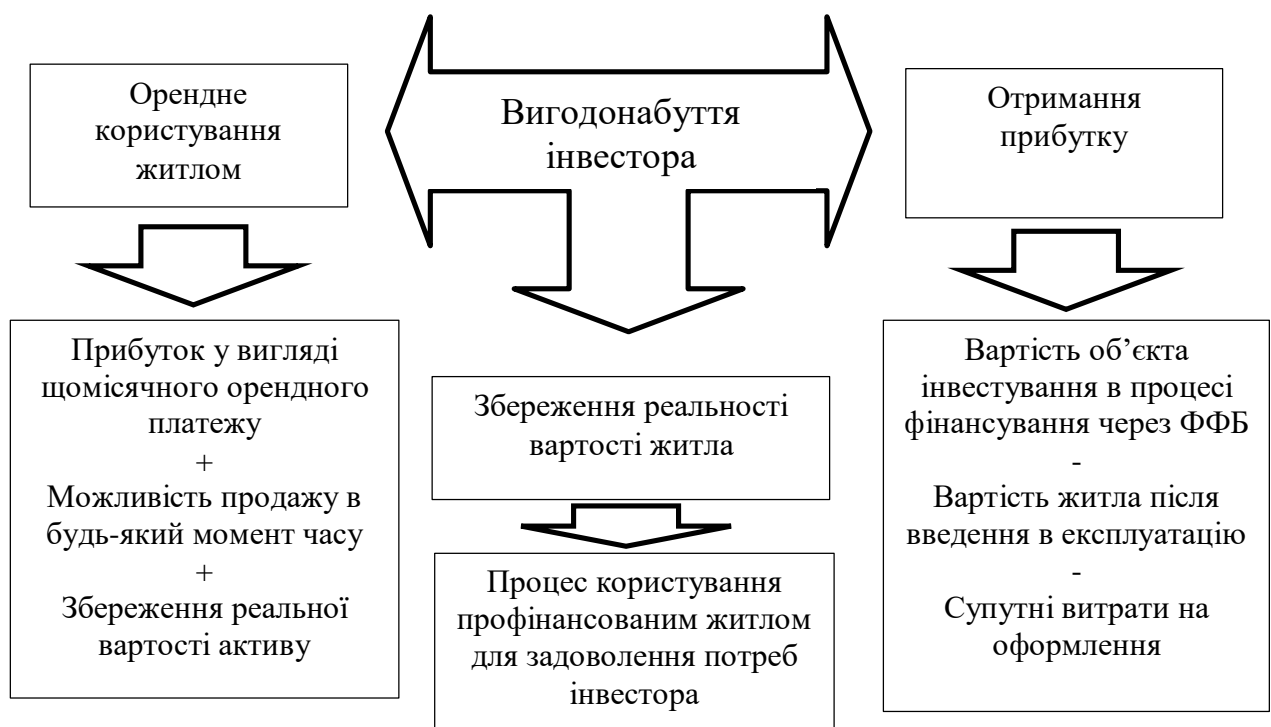 Вигодонабуття
інвестора
Орендне
користування
житлом
Прибуток у вигляді
щомісячного орендного
платежу
+
Можливість продажу в
будь-який момент часу
+
Збереження реальної
вартості активу
Збереження реальності
вартості житла
Процес користування
профінансованим житлом
для задоволення потреб
інвестора
Отримання
прибутку
Вартість об’єкта
інвестування в процесі
фінансування через ФФБ
-
Вартість житла після
введення в експлуатацію
-
Супутні витрати на
оформлення